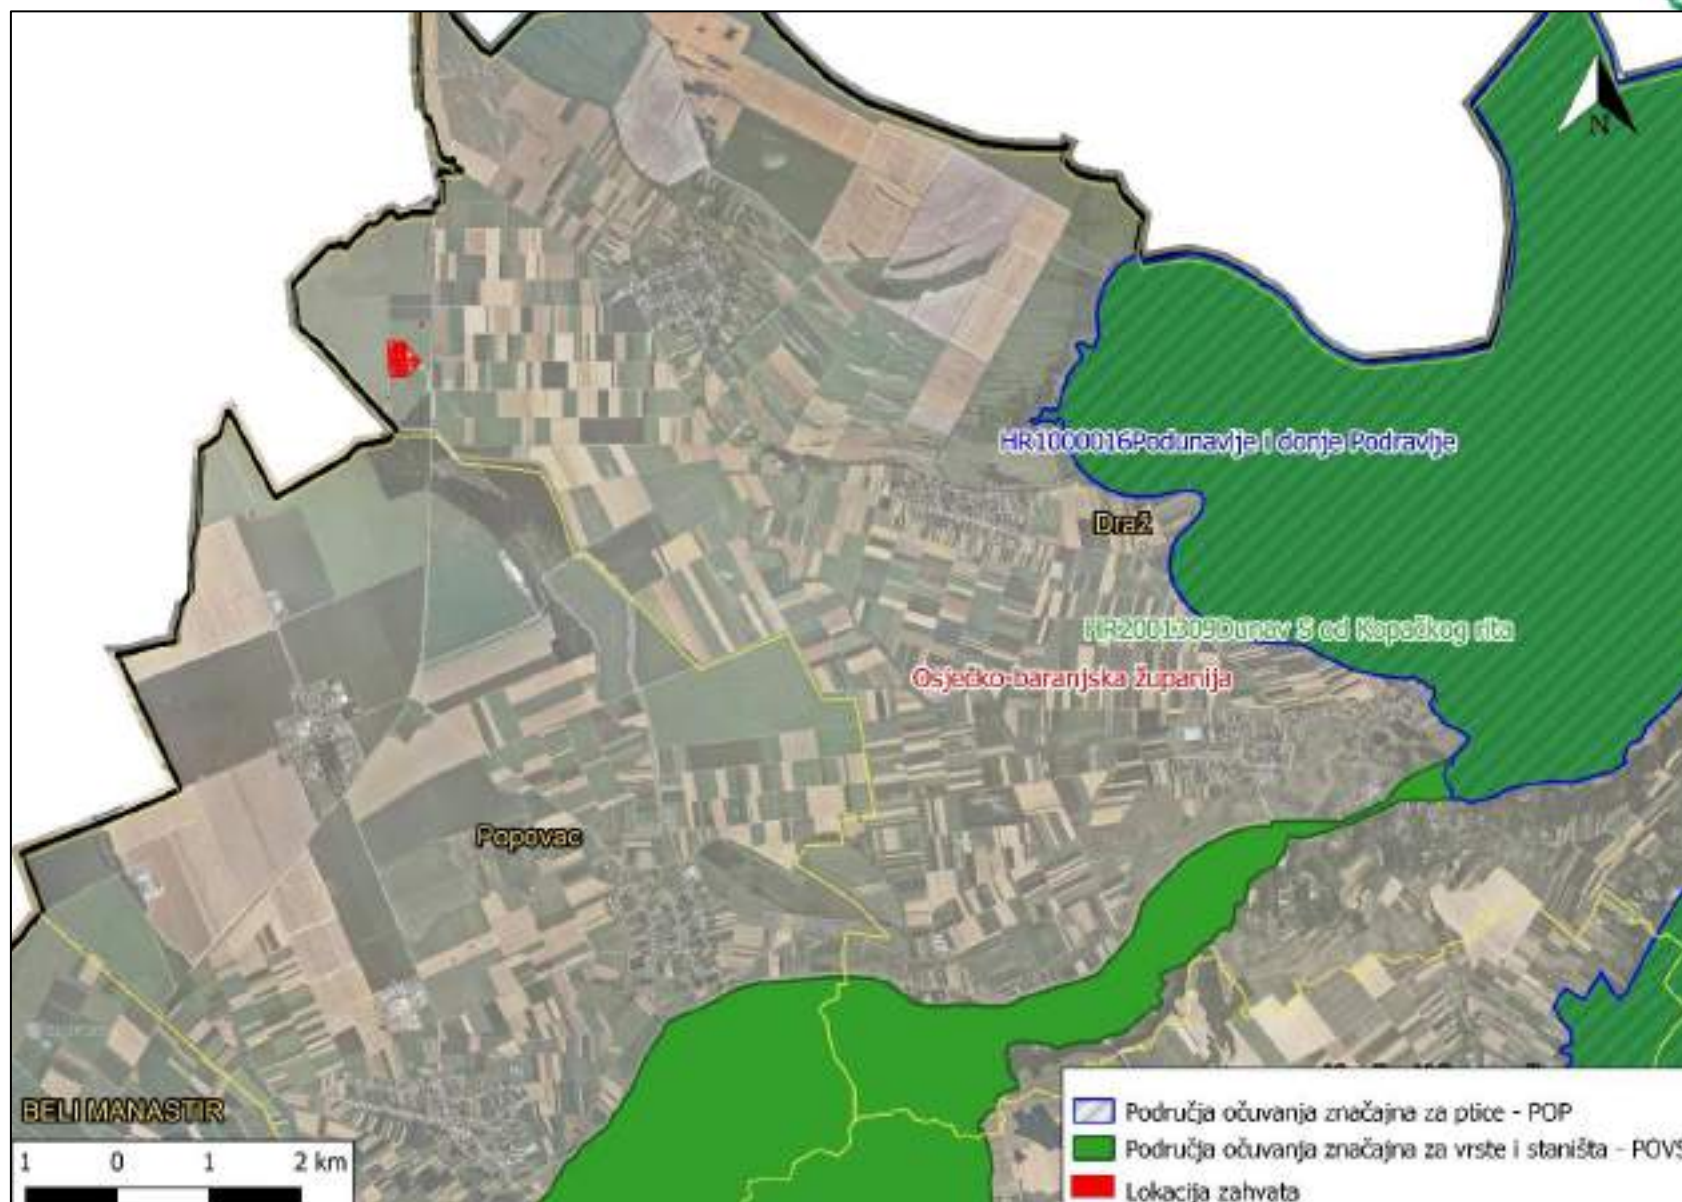 N
HR1000016Podunavlje i donje Podravlje
Draž
HR2001309Dunav S od Kopačkog rita
Osječko-baranjska županija
Popovac
BELI MANASTIR
1 0 1 2 km
Područja očuvanja značajna za ptice - POP
Područja očuvanja značajna za vrste i staništa - POVS
Lokacija zahvata